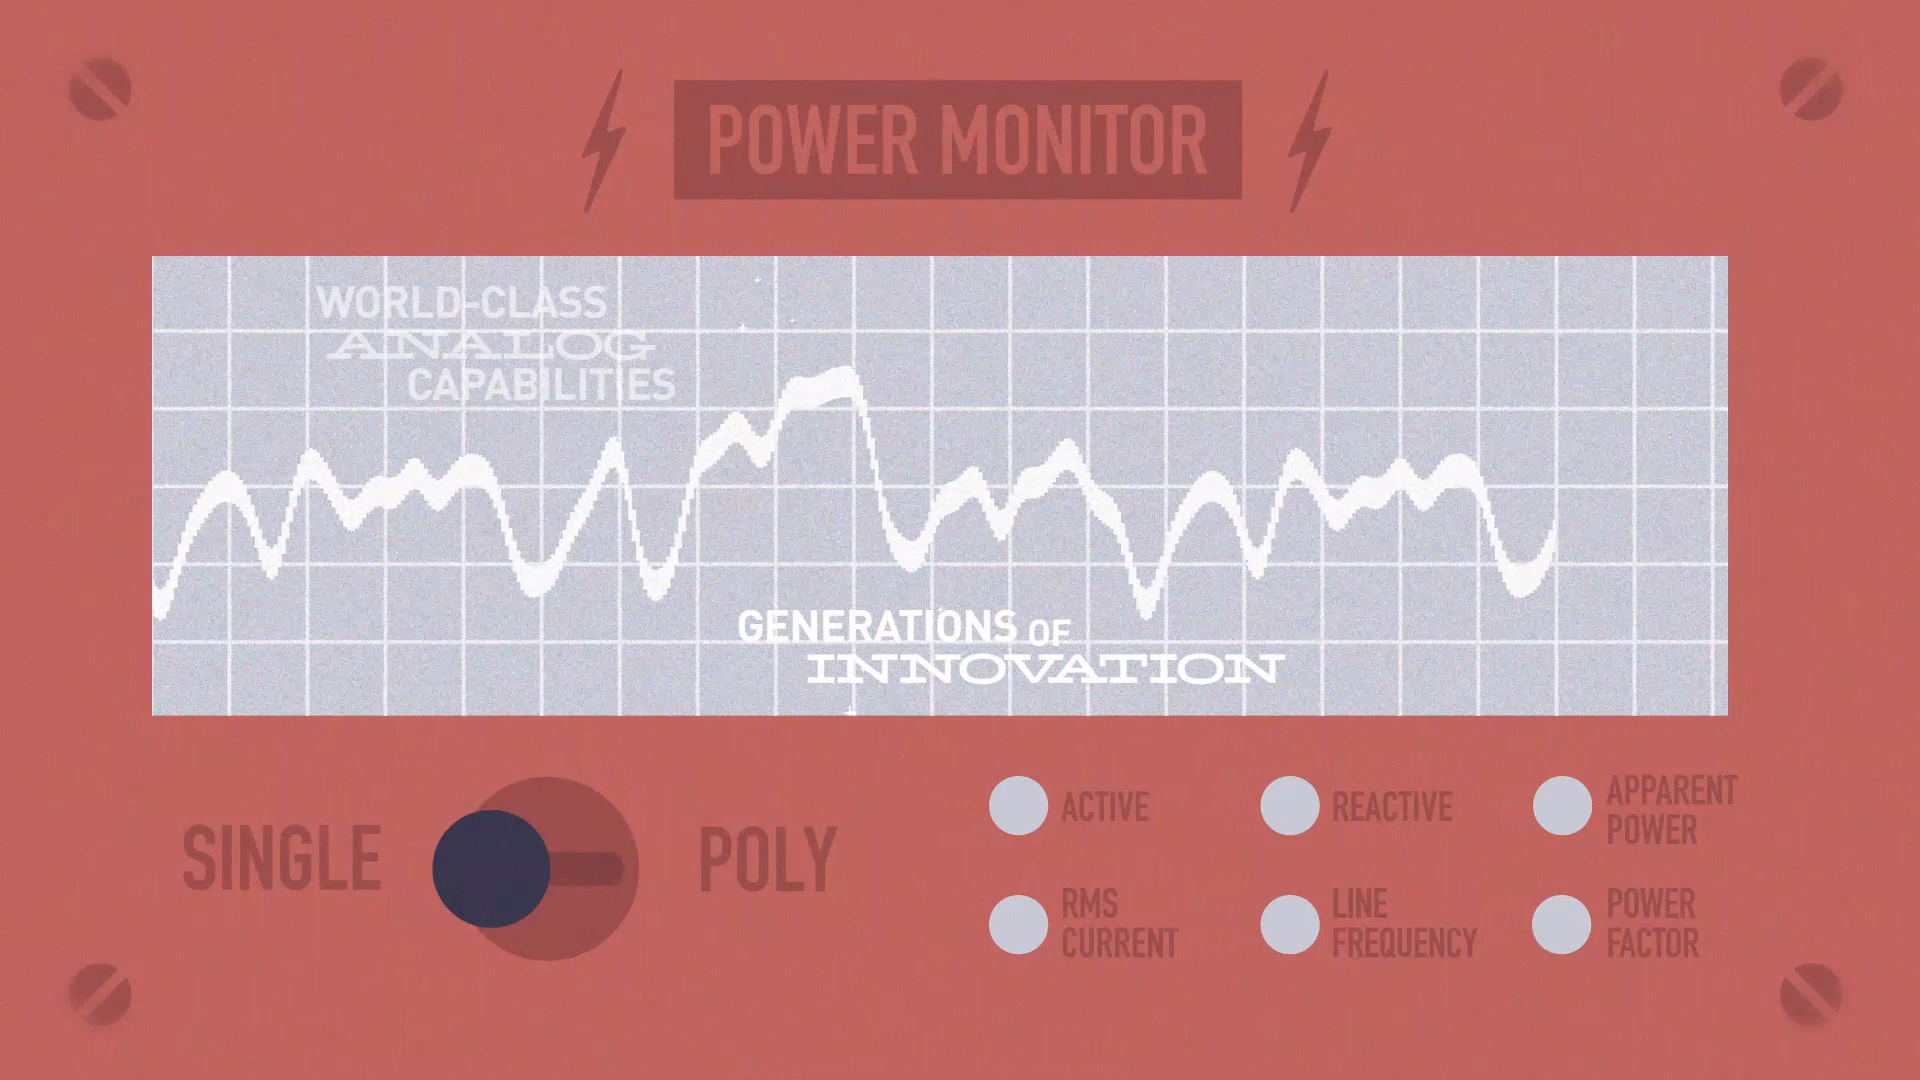 POWER MONITOR
WORLD-CLASS
ANALOG
CAPABILITIES
GENERATIONS OF
INNOVATION
SINGLE
POLY
ACTIVE
REACTIVE
APPARENT
POWER
RMS
CURRENT
LINE
FREQUENCY
POWER
FACTOR